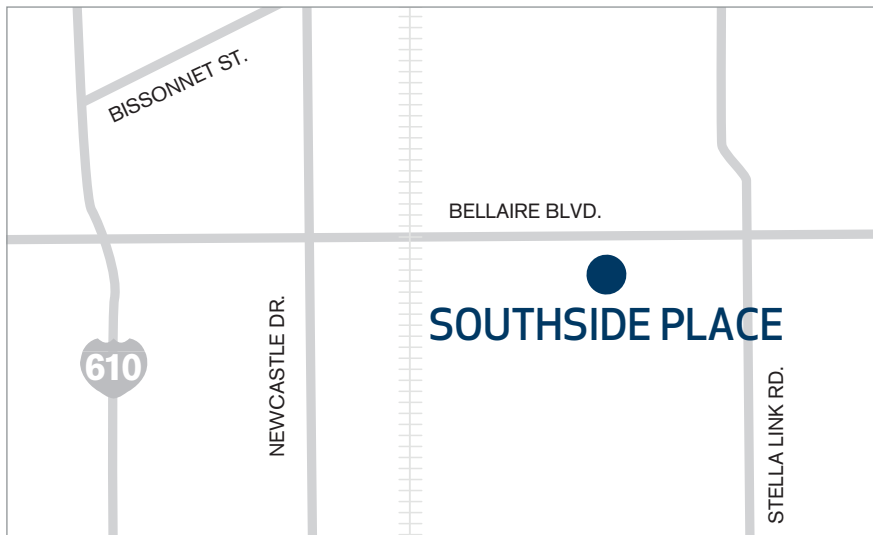 BISSONNET ST.
BELLAIRE BLVD.
SOUTHSIDE PLACE
NEWCASTLE DR.
610
STELLA LINK RD.